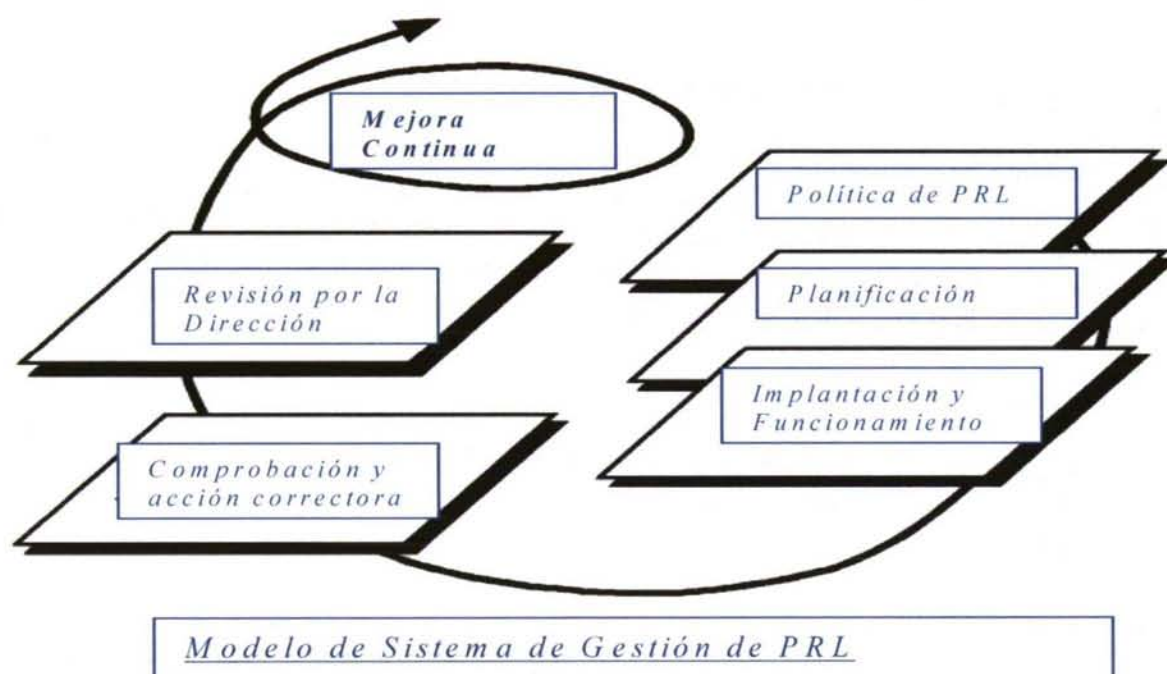 Mejora
Continua
Política de PRL
Planificación
Implantación y
Funcionamiento
Revisión por la
Dirección
Comprobación y
acción correctora
Modelo de Sistema de Gestión de PRL